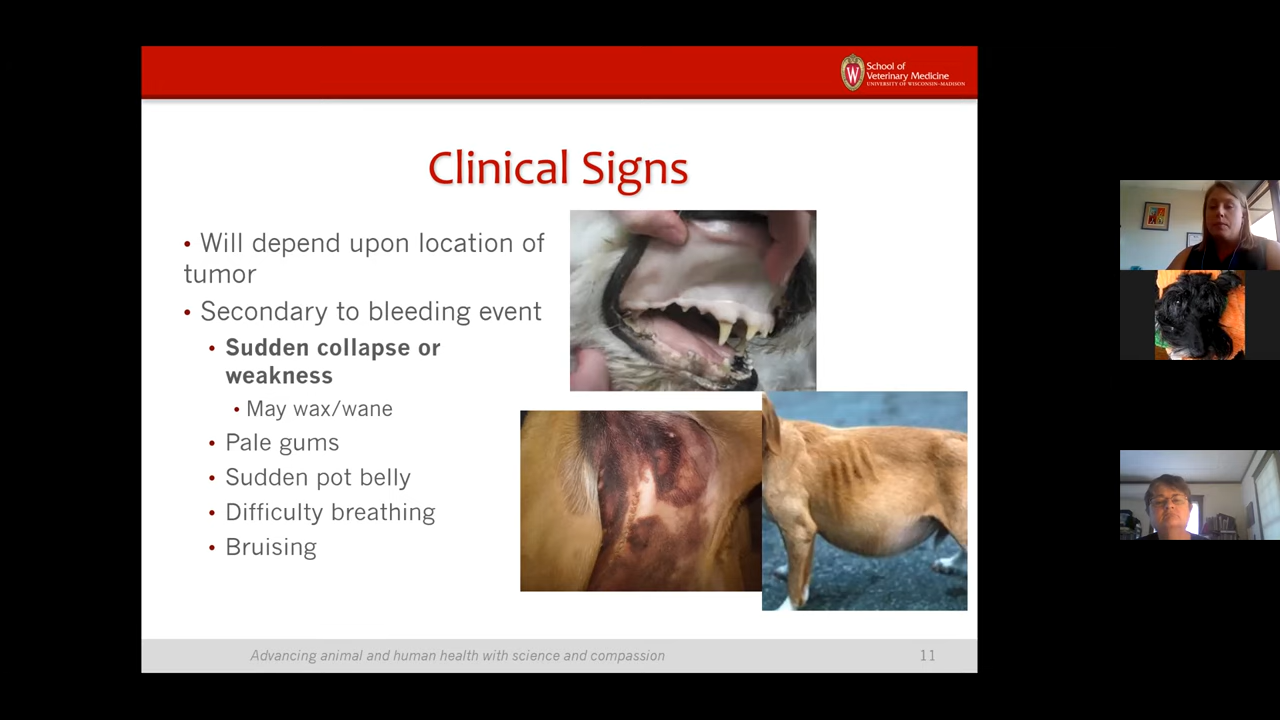 School of
Veterinary Medicine
UNIVERSITY OF WISCONSIN-MADISON
W
Clinical Signs
• Will depend upon location of
tumor
• Secondary to bleeding event
• Sudden collapse or
weakness
• May wax/wane
• Pale gums
• Sudden pot belly
• Difficulty breathing
• Bruising
Advancing animal and human health with science and compassion
11